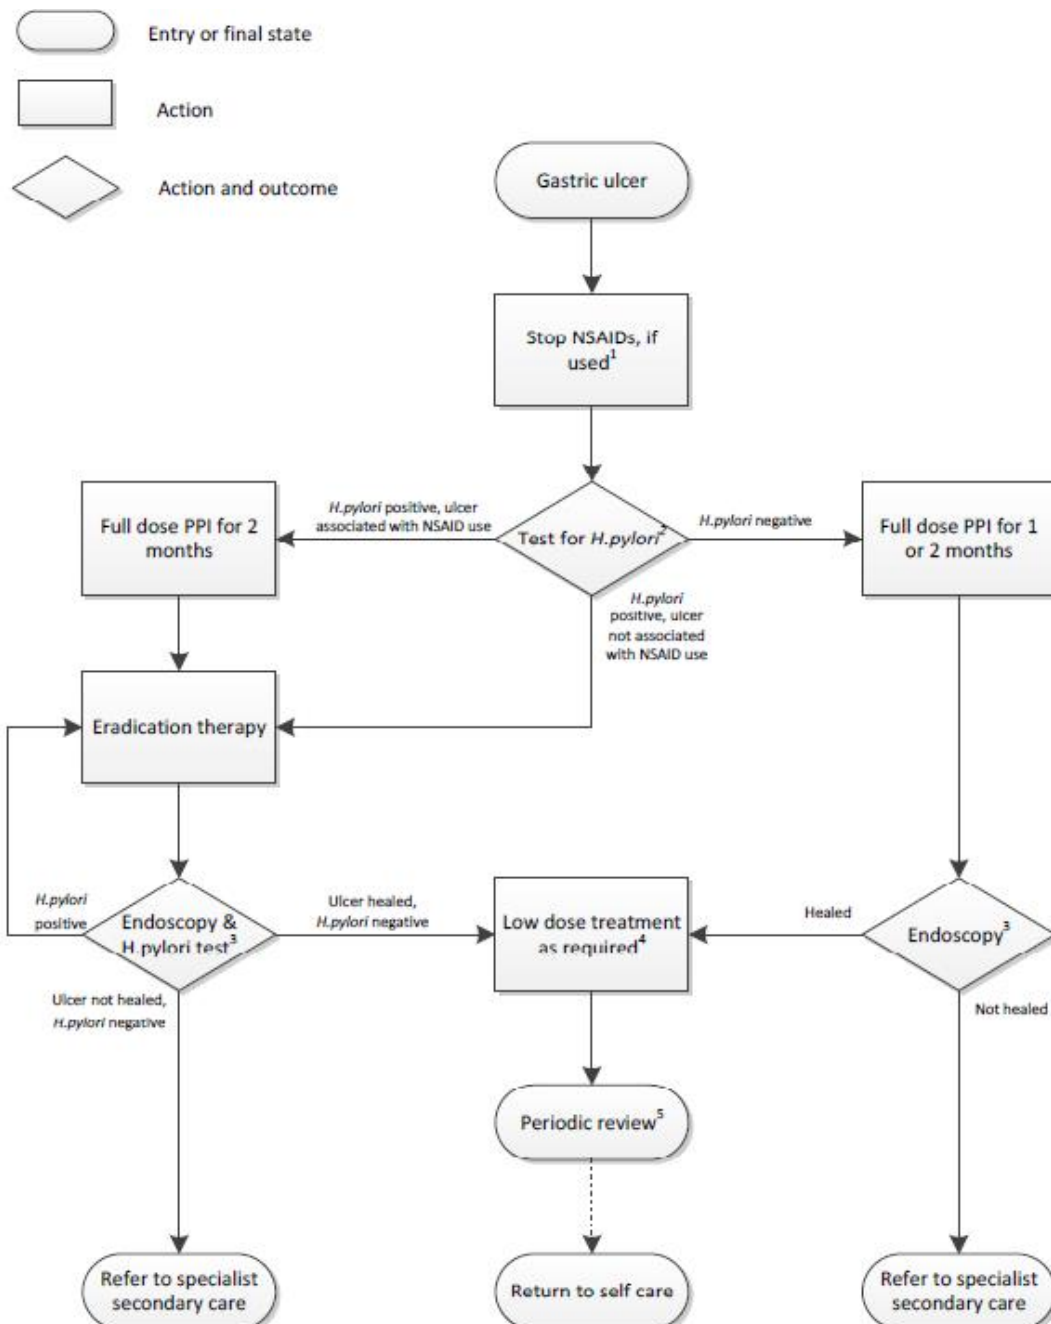 Entry or final state
Action
Action and outcome
Gastric ulcer
Stop NSAIDs, if
used1
H.pylori positive, ulcer
associated with NSAID use
Test for H.pylori2
H.pylori negative
Full dose PPI for 2
months
Full dose PPI for 1
or 2 months
H.pylori
positive, ulcer
not associated
with NSAID use
Eradication therapy
H.pylori
positive
Endoscopy &
H.pylori test3
Ulcer healed,
H.pylori negative
Low dose treatment
as required4
Healed
Endoscopy3
Ulcer not healed,
H.pylori negative
Not healed
Periodic review5
Refer to specialist
secondary care
Return to self care
Refer to specialist
secondary care